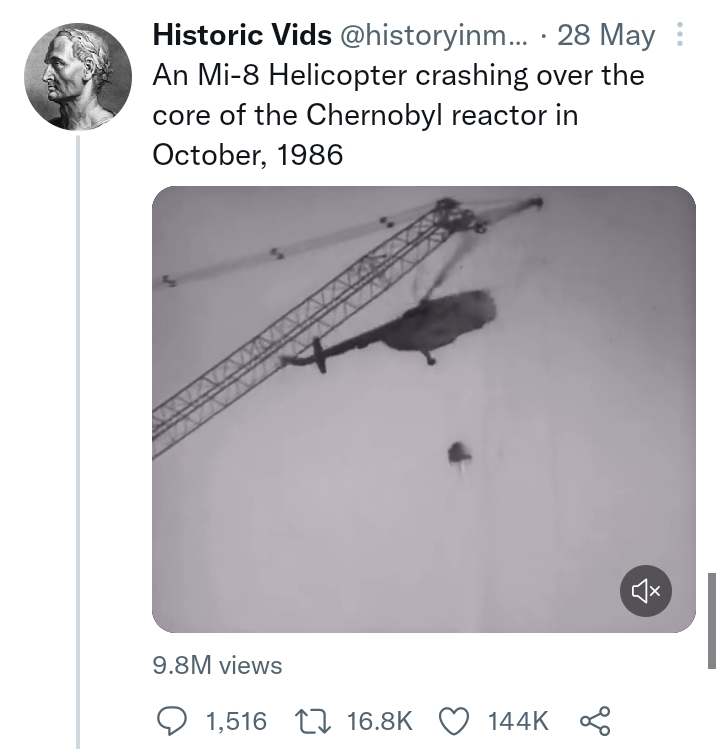 Historic Vids @historyinm... · 28 May
An Mi-8 Helicopter crashing over the
core of the Chernobyl reactor in
October, 1986
9.8M views
1,516 16.8K 144K